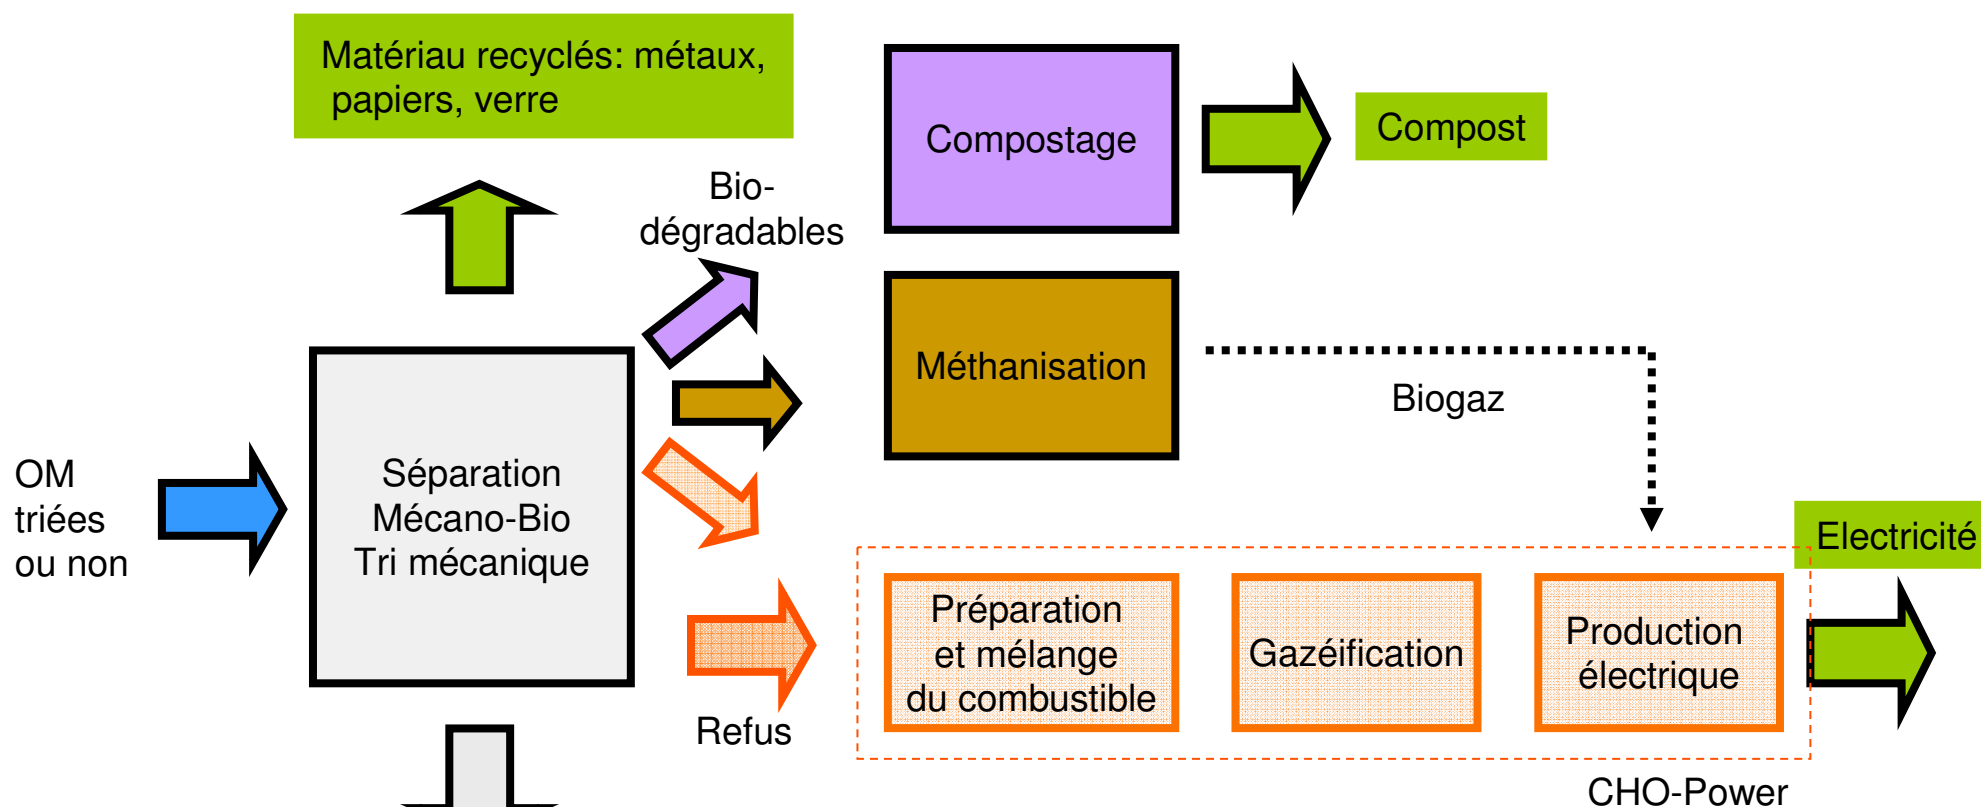 Matériau recyclés: métaux,
papiers, verre
Compostage
Compost
Bio-
dégradables
Méthanisation
Biogaz
OM
triées
ou non
Séparation
Mécano-Bio
Tri mécanique
Electricité
Préparation
et mélange
du combustible
Gazéification
Production
électrique
Refus
CHO-Power